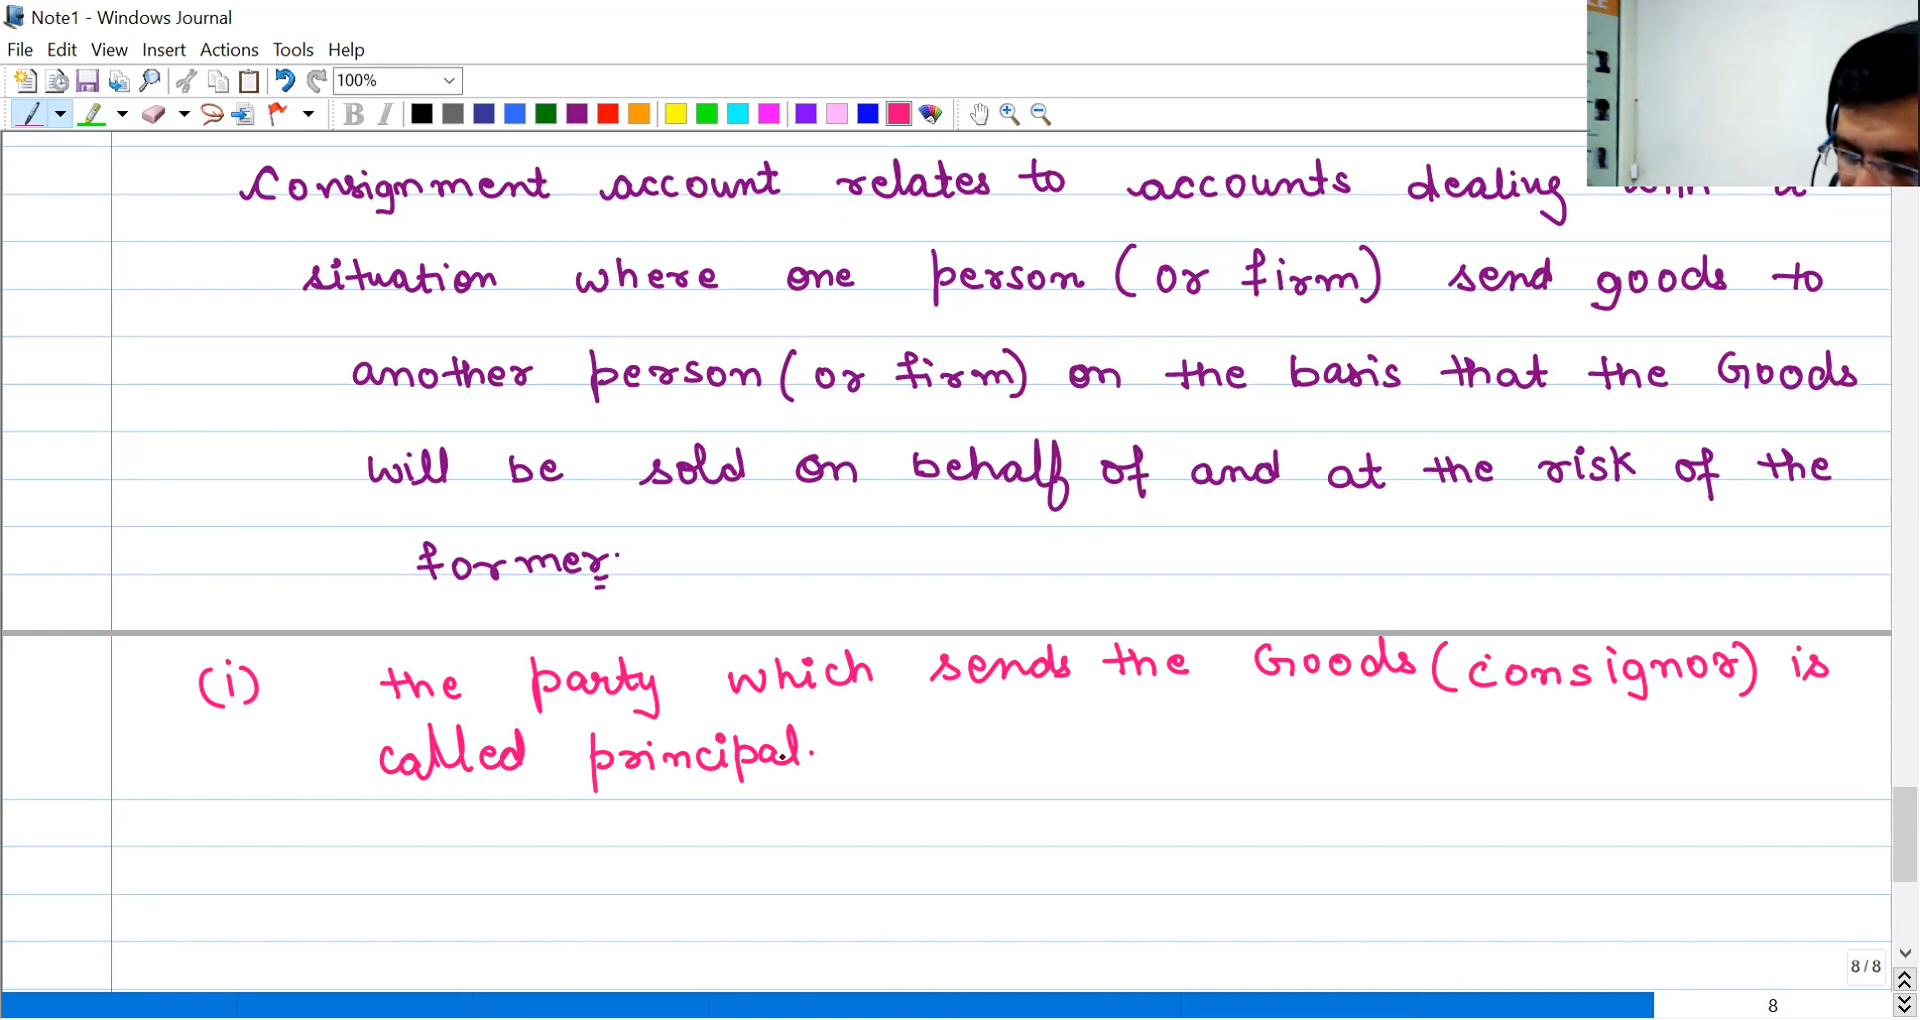 Note1 - Windows Journal
File Edit View Insert Actions Tools Help
100%
B I
Consignment account relates to accounts dealing
situation where one person (or firm) send goods to
another person (or firm) on the basis that the Goods
will be sold on behalf of and at the risk of the
former.
(i) the party which sends the Goods (consignor) is
called principal.
8 / 8
8